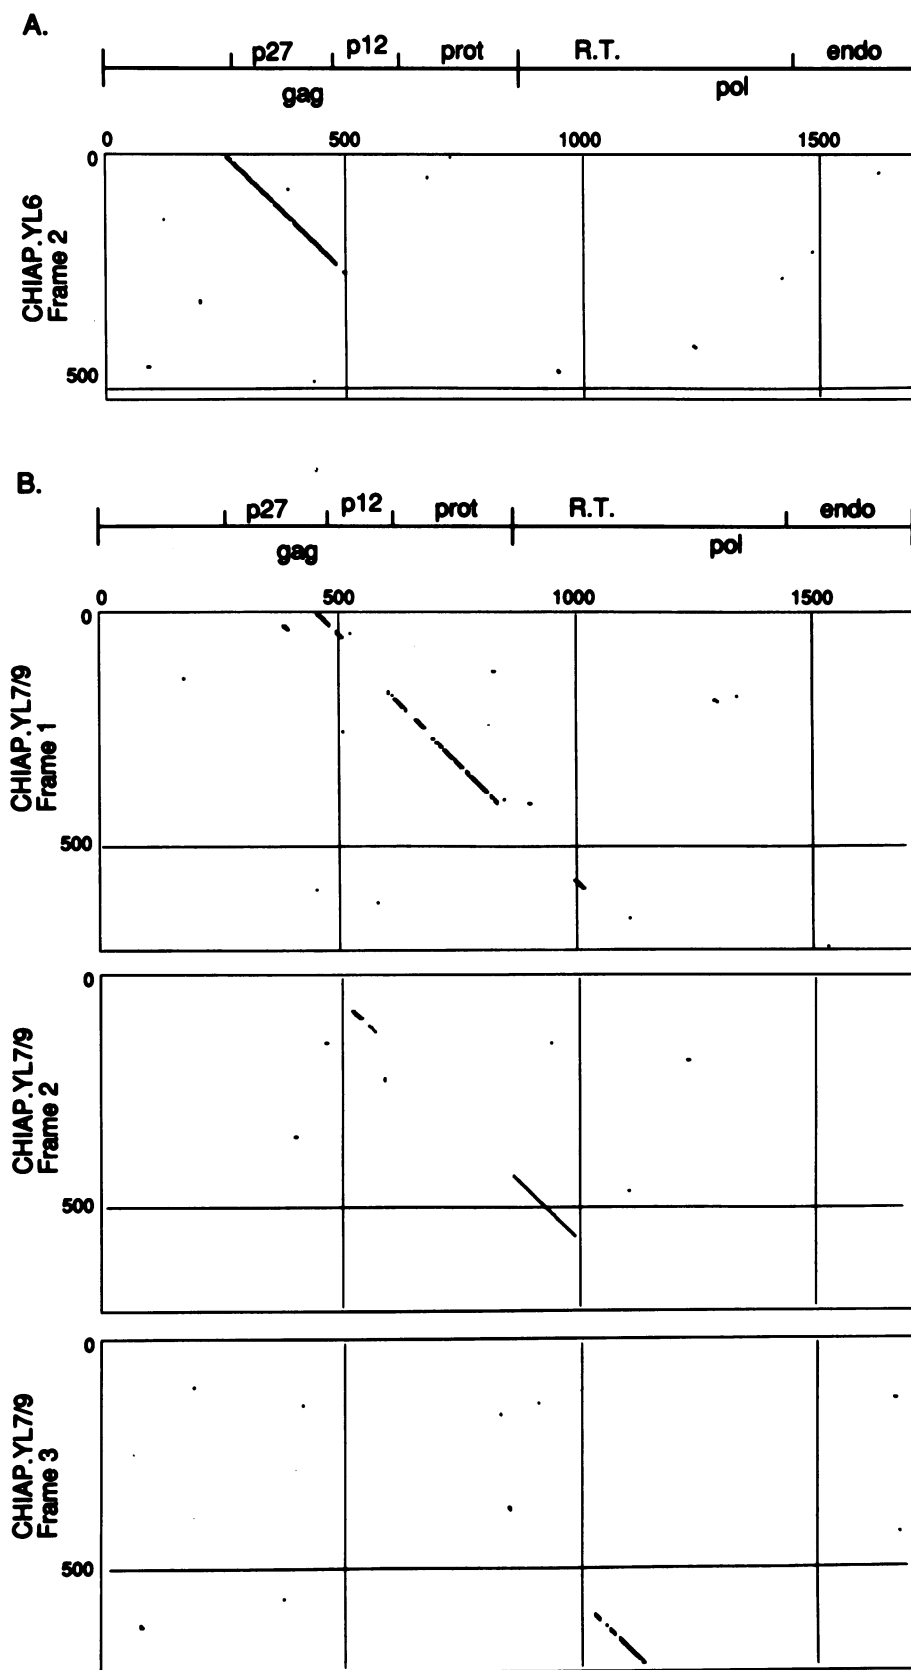 A.
p27 p12 prot R.T. endo
gag pol
0 500 1000 1500
0
CHIAP.YL6
Frame 2
500
B.
p27 p12 prot R.T. endo
gag pol
0 500 1000 1500
0
CHIAP.YL7/9
Frame 1
500
0
CHIAP.YL7/9
Frame 2
500
0
CHIAP.YL7/9
Frame 3
500